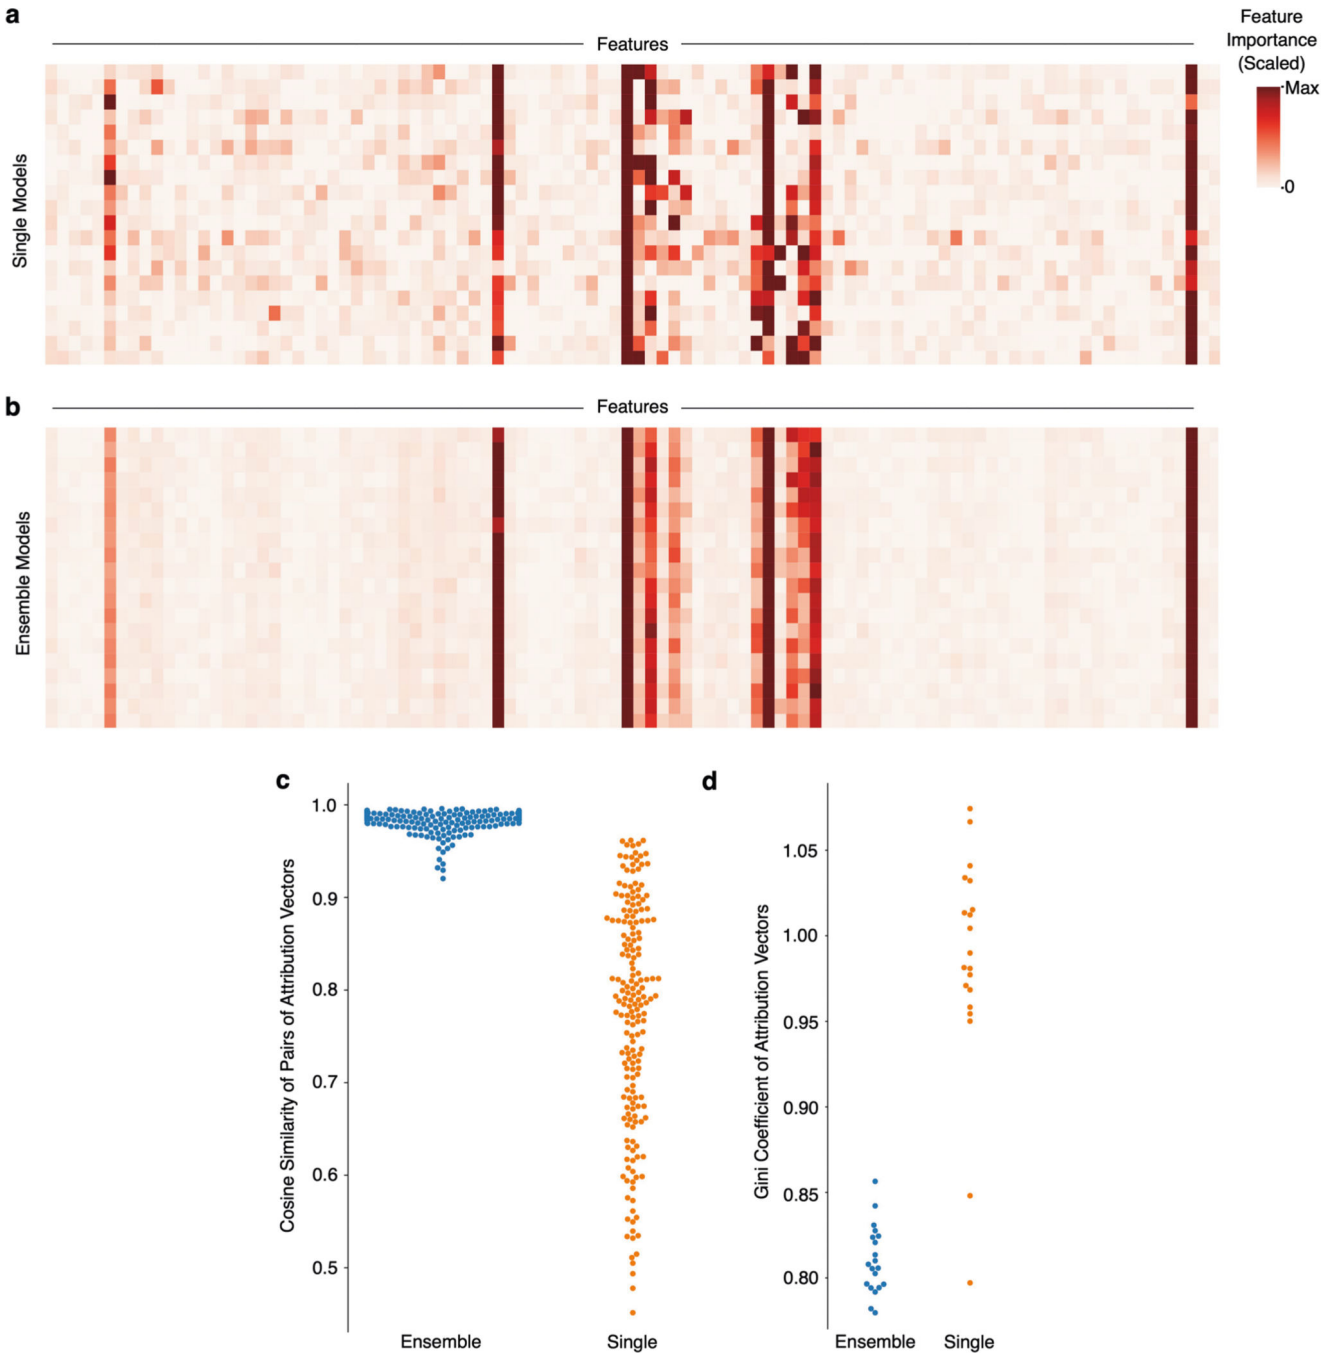 a
Features
Feature
Importance
(Scaled)
Max
0
Single Models
b
Features
Ensemble Models
c
1.0
0.9
0.8
0.7
0.6
0.5
Cosine Similarity of Pairs of Attribution Vectors
Ensemble
Single
d
1.05
1.00
0.95
0.90
0.85
0.80
Gini Coefficient of Attribution Vectors
Ensemble
Single